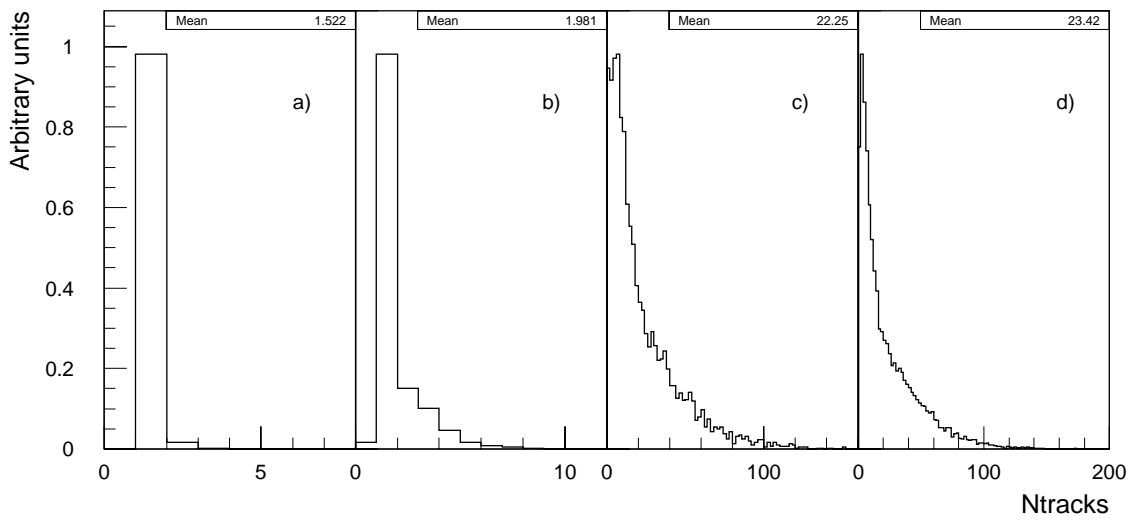 Mean 1.522
Mean 1.981
Mean 22.25
Mean 23.42
Arbitrary units
1
0.8
0.6
0.4
0.2
0
a)
b)
c)
d)
0 5 0 10 0 100 0 100 200
Ntracks